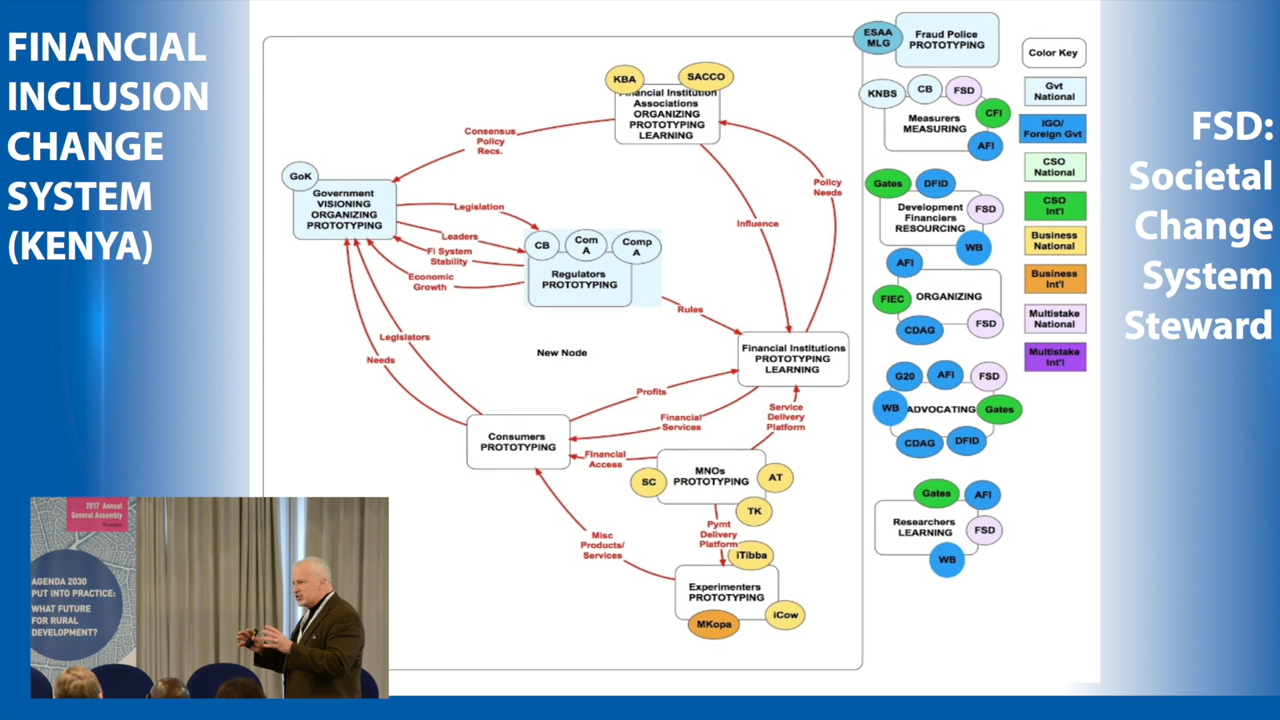 FINANCIAL
INCLUSION
CHANGE
SYSTEM
(KENYA)
FSD:
Societal
Change
System
Steward
KBA
SACCO
Financial Institution
Associations
ORGANIZING
PROTOTYPING
LEARNING
Consensus
Policy
Recs.
GoK
Government
VISIONING
ORGANIZING
PROTOTYPING
Legislation
Leaders
FI System
Stability
Economic
Growth
CB
Com
A
Comp
A
Regulators
PROTOTYPING
Influence
Policy
Needs
Rules
New Node
Legislators
Needs
Financial Institutions
PROTOTYPING
LEARNING
Profits
Financial
Services
Service
Delivery
Platform
Consumers
PROTOTYPING
Financial
Access
MNOs
PROTOTYPING
SC
AT
TK
Pymt
Delivery
Platform
Misc
Products/
Services
iTibba
Experimenters
PROTOTYPING
MKopa
iCow
ESAA
MLG
Fraud Police
PROTOTYPING
KNBS
CB
FSD
CFI
Measurers
MEASURING
AFI
Gates
DFID
Development
Financiers
RESOURCING
FSD
WB
AFI
FIEC
ORGANIZING
CDAG
FSD
G20
AFI
FSD
WB
ADVOCATING
Gates
CDAG
DFID
Gates
AFI
Researchers
LEARNING
FSD
WB
Color Key
Gvt
National
IGO/
Foreign Gvt
CSO
National
CSO
Int'l
Business
National
Business
Int'l
Multistake
National
Multistake
Int'l
2017 Annual
General Assembly
AGENDA 2030
PUT INTO PRACTICE:
WHAT FUTURE
FOR RURAL
DEVELOPMENT?